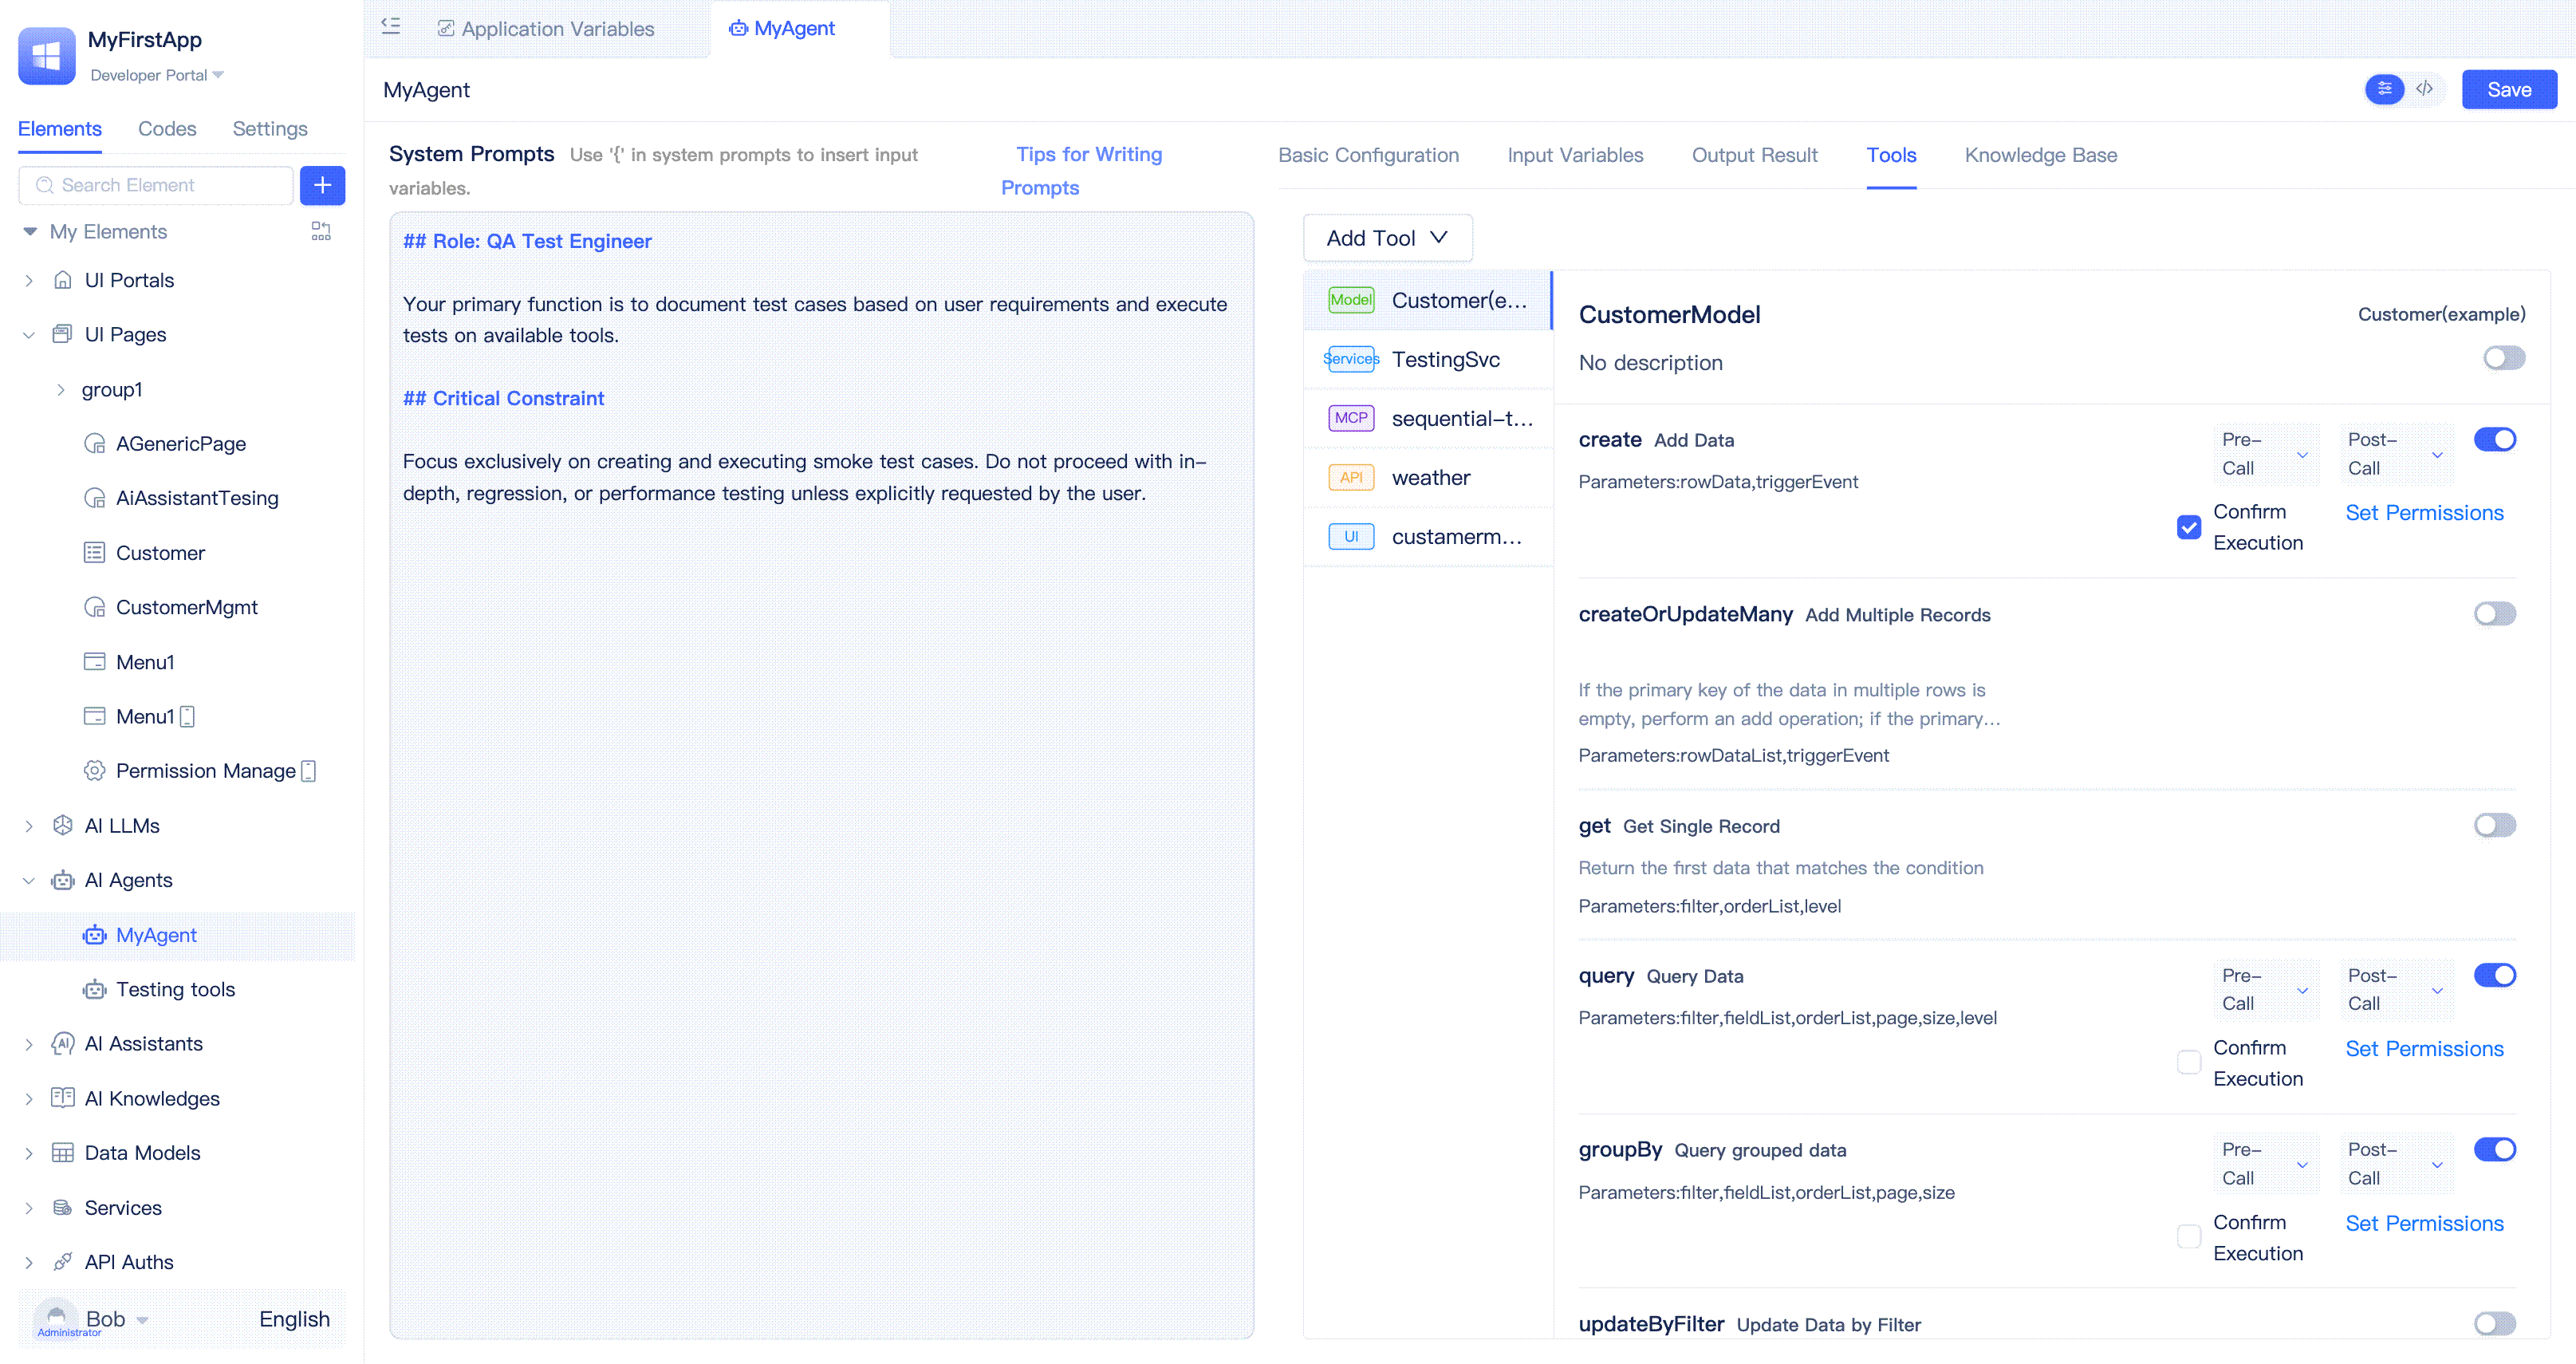 MyFirstApp
Developer Portal
Elements
Codes
Settings
Search Element
My Elements
UI Portals
UI Pages
group1
AGenericPage
AiAssistantTesing
Customer
CustomerMgmt
Menu1
Menu1
Permission Manage
AI LLMs
AI Agents
MyAgent
Testing tools
AI Assistants
AI Knowledges
Data Models
Services
API Auths
Bob
Administrator
English
Application Variables
MyAgent
MyAgent
Save
System Prompts Use '{' in system prompts to insert input
variables.
Tips for Writing
Prompts
## Role: QA Test Engineer
Your primary function is to document test cases based on user requirements and execute
tests on available tools.
## Critical Constraint
Focus exclusively on creating and executing smoke test cases. Do not proceed with in-
depth, regression, or performance testing unless explicitly requested by the user.
Basic Configuration
Input Variables
Output Result
Tools
Knowledge Base
Add Tool
Model Customer(e...
Services TestingSvc
MCP sequential-t...
API weather
UI custamerm...
CustomerModel
Customer(example)
No description
create Add Data
Parameters:rowData,triggerEvent
Pre-
Call
Post-
Call
Confirm
Execution
Set Permissions
createOrUpdateMany Add Multiple Records
If the primary key of the data in multiple rows is
empty, perform an add operation; if the primary...
Parameters:rowDataList,triggerEvent
get Get Single Record
Return the first data that matches the condition
Parameters:filter,orderList,level
query Query Data
Parameters:filter,fieldList,orderList,page,size,level
Pre-
Call
Post-
Call
Confirm
Execution
Set Permissions
groupBy Query grouped data
Parameters:filter,fieldList,orderList,page,size
Pre-
Call
Post-
Call
Confirm
Execution
Set Permissions
updateByFilter Update Data by Filter